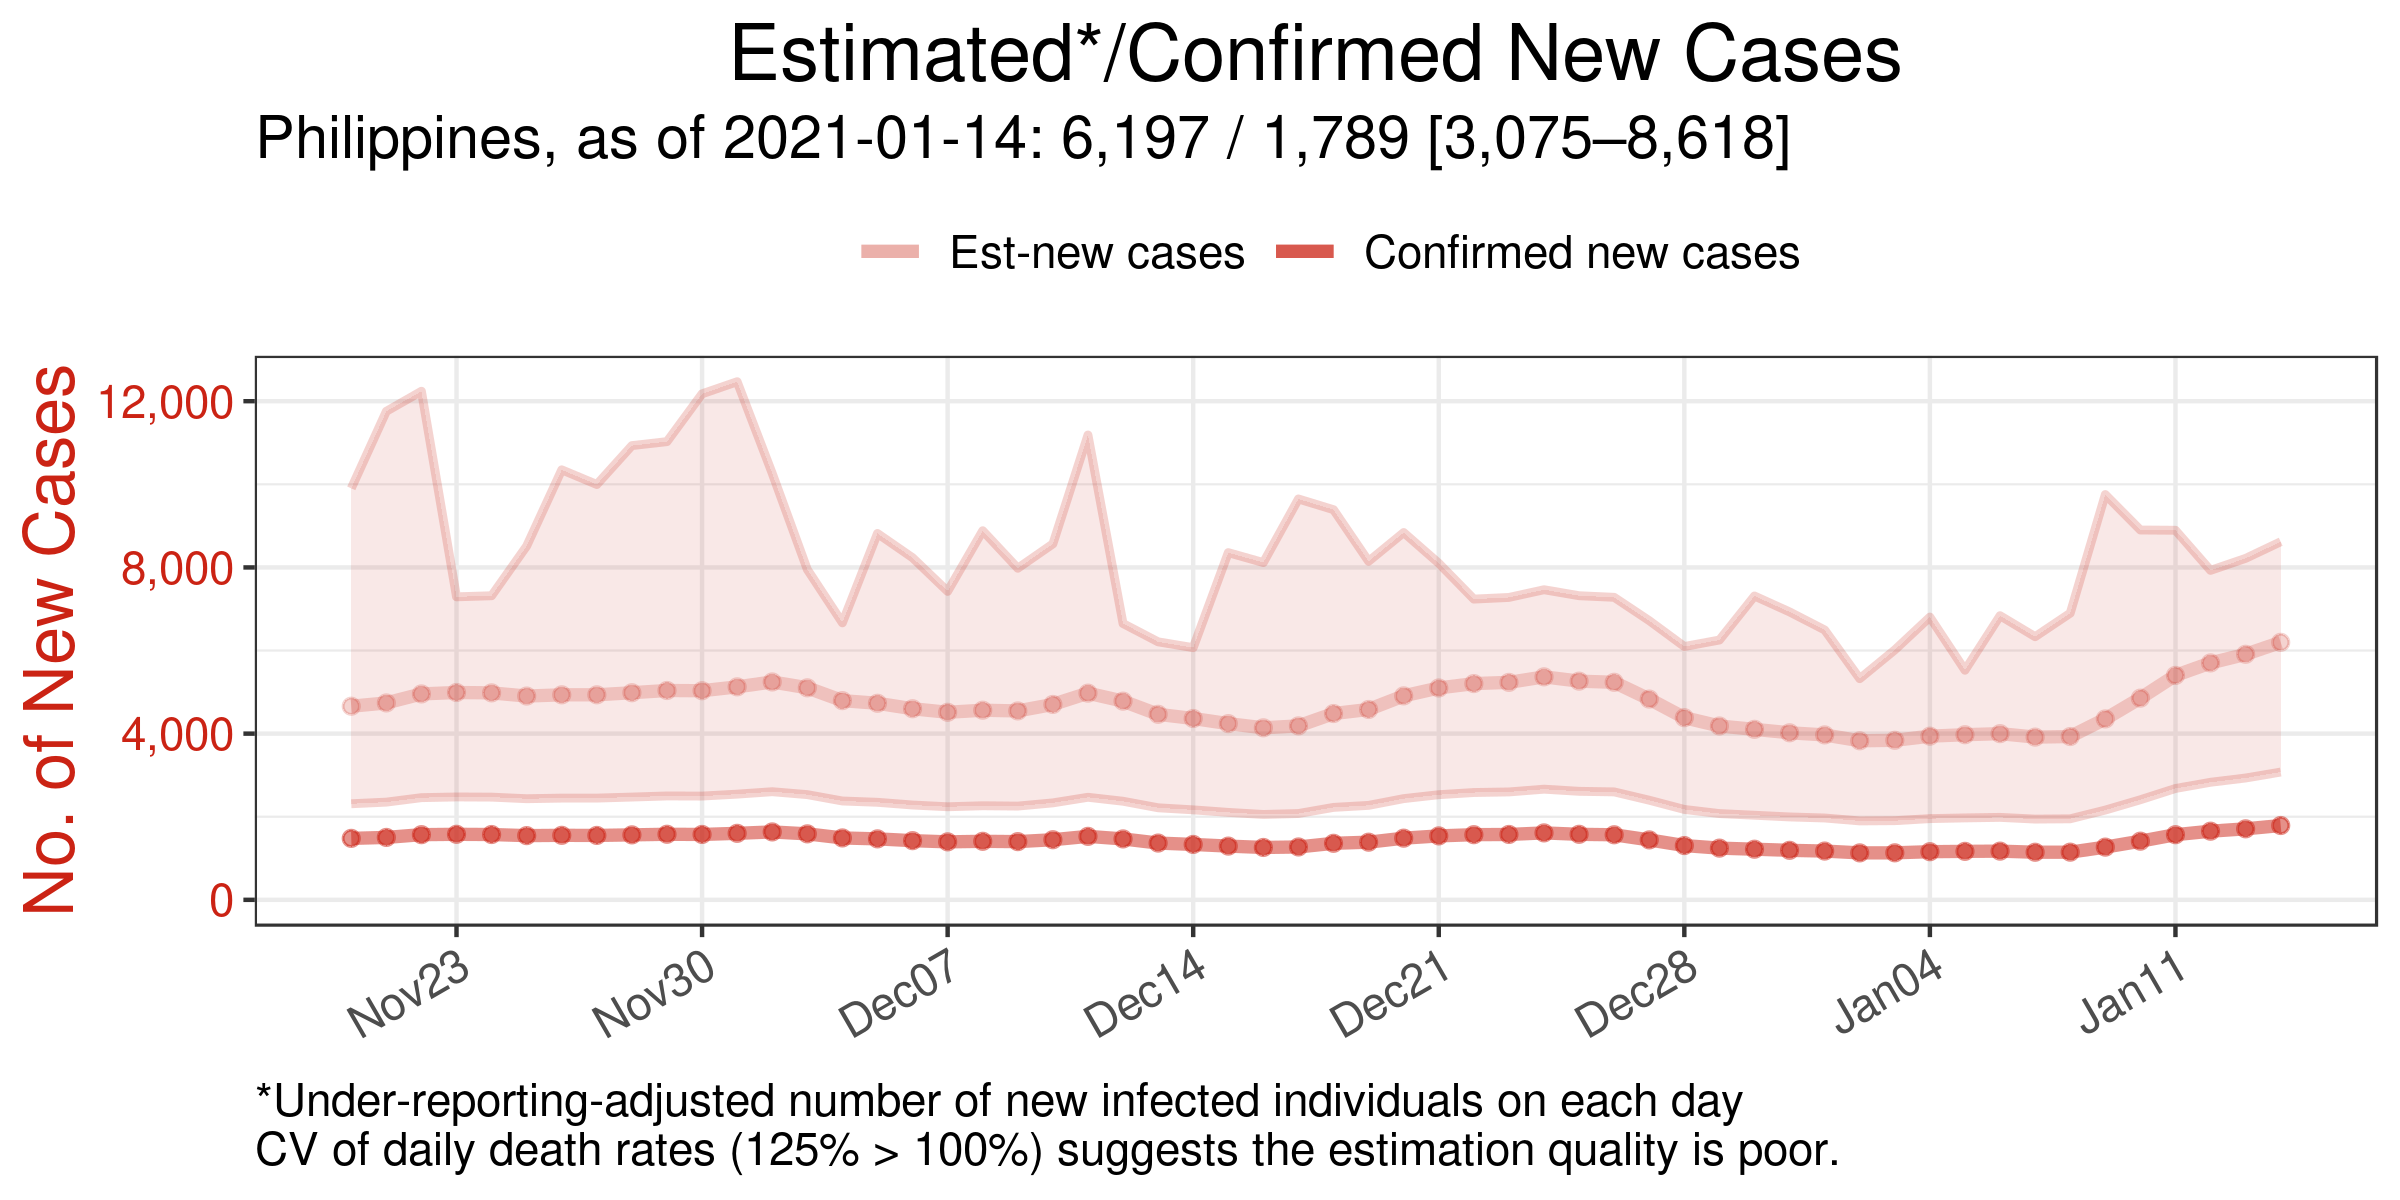 Estimated*/Confirmed New Cases
Philippines, as of 2021-01-14: 6,197 / 1,789 [3,075–8,618]
Est-new cases Confirmed new cases
No. of New Cases
12,000
8,000
4,000
0
Nov23 Nov30 Dec07 Dec14 Dec21 Dec28 Jan04 Jan11
*Under-reporting-adjusted number of new infected individuals on each day
CV of daily death rates (125% > 100%) suggests the estimation quality is poor.